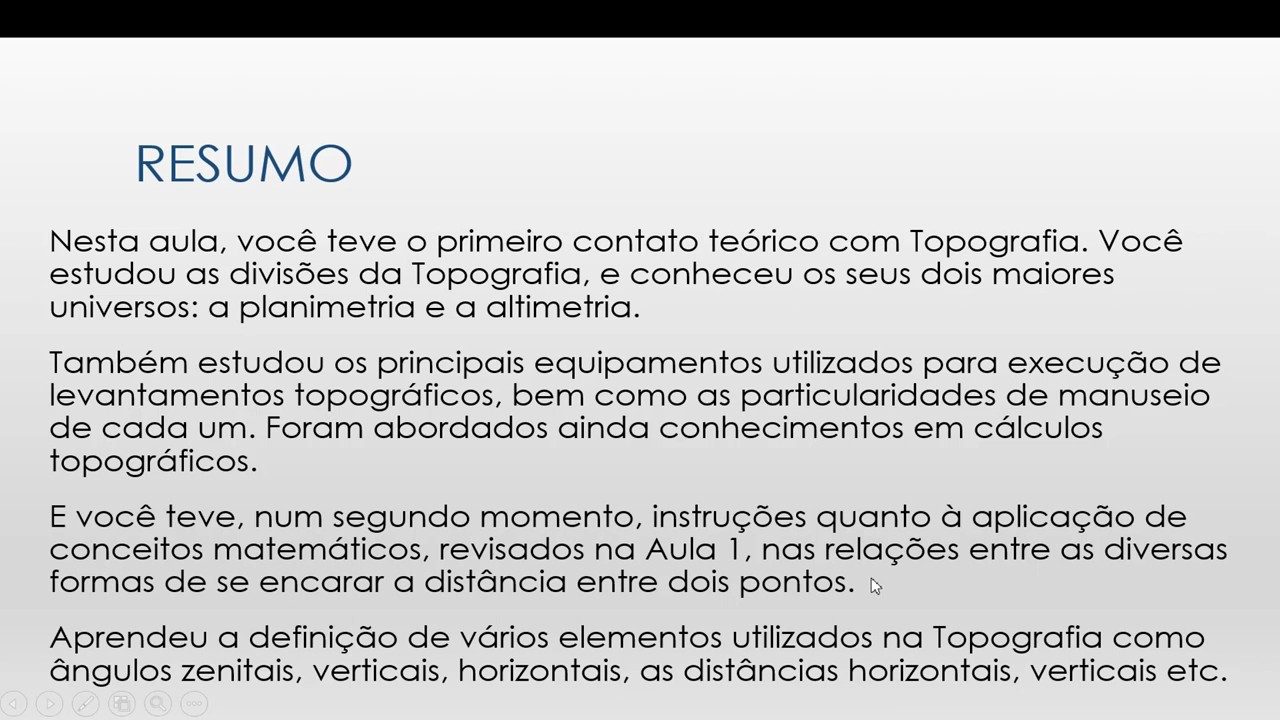 RESUMO
Nesta aula, você teve o primeiro contato teórico com Topografia. Você
estudou as divisões da Topografia, e conheceu os seus dois maiores
universos: a planimetria e a altimetria.
Também estudou os principais equipamentos utilizados para execução de
levantamentos topográficos, bem como as particularidades de manuseio
de cada um. Foram abordados ainda conhecimentos em cálculos
topográficos.
E você teve, num segundo momento, instruções quanto à aplicação de
conceitos matemáticos, revisados na Aula 1, nas relações entre as diversas
formas de se encarar a distância entre dois pontos.
Aprendeu a definição de vários elementos utilizados na Topografia como
ângulos zenitais, verticais, horizontais, as distâncias horizontais, verticais etc.